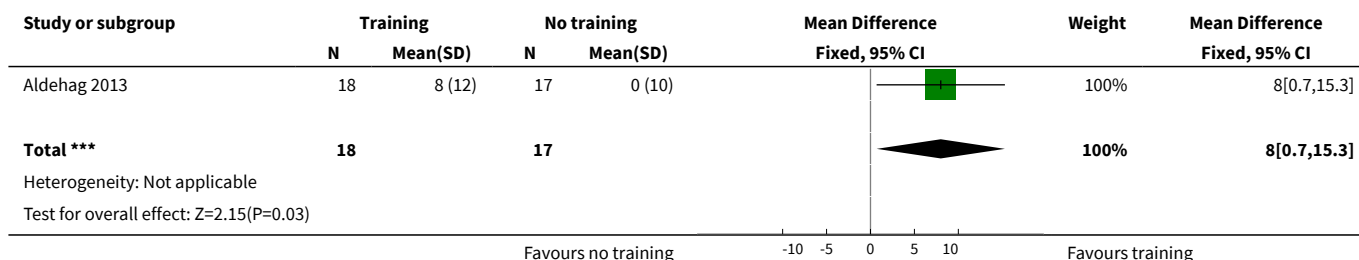 Study or subgroup Training No training Mean Difference Weight Mean Difference
N Mean(SD) N Mean(SD) Fixed, 95% CI Fixed, 95% CI
Aldehag 2013 18 8 (12) 17 0 (10) 100% 8[0.7,15.3]
Total *** 18 17 100% 8[0.7,15.3]
Heterogeneity: Not applicable
Test for overall effect: Z=2.15(P=0.03)
Favours no training -10 -5 0 5 10 Favours training